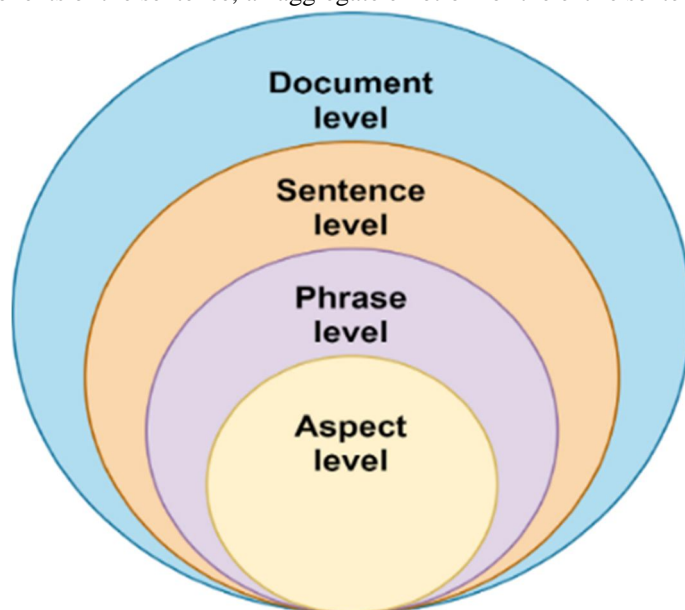 Document
level
Sentence
level
Phrase
level
Aspect
level